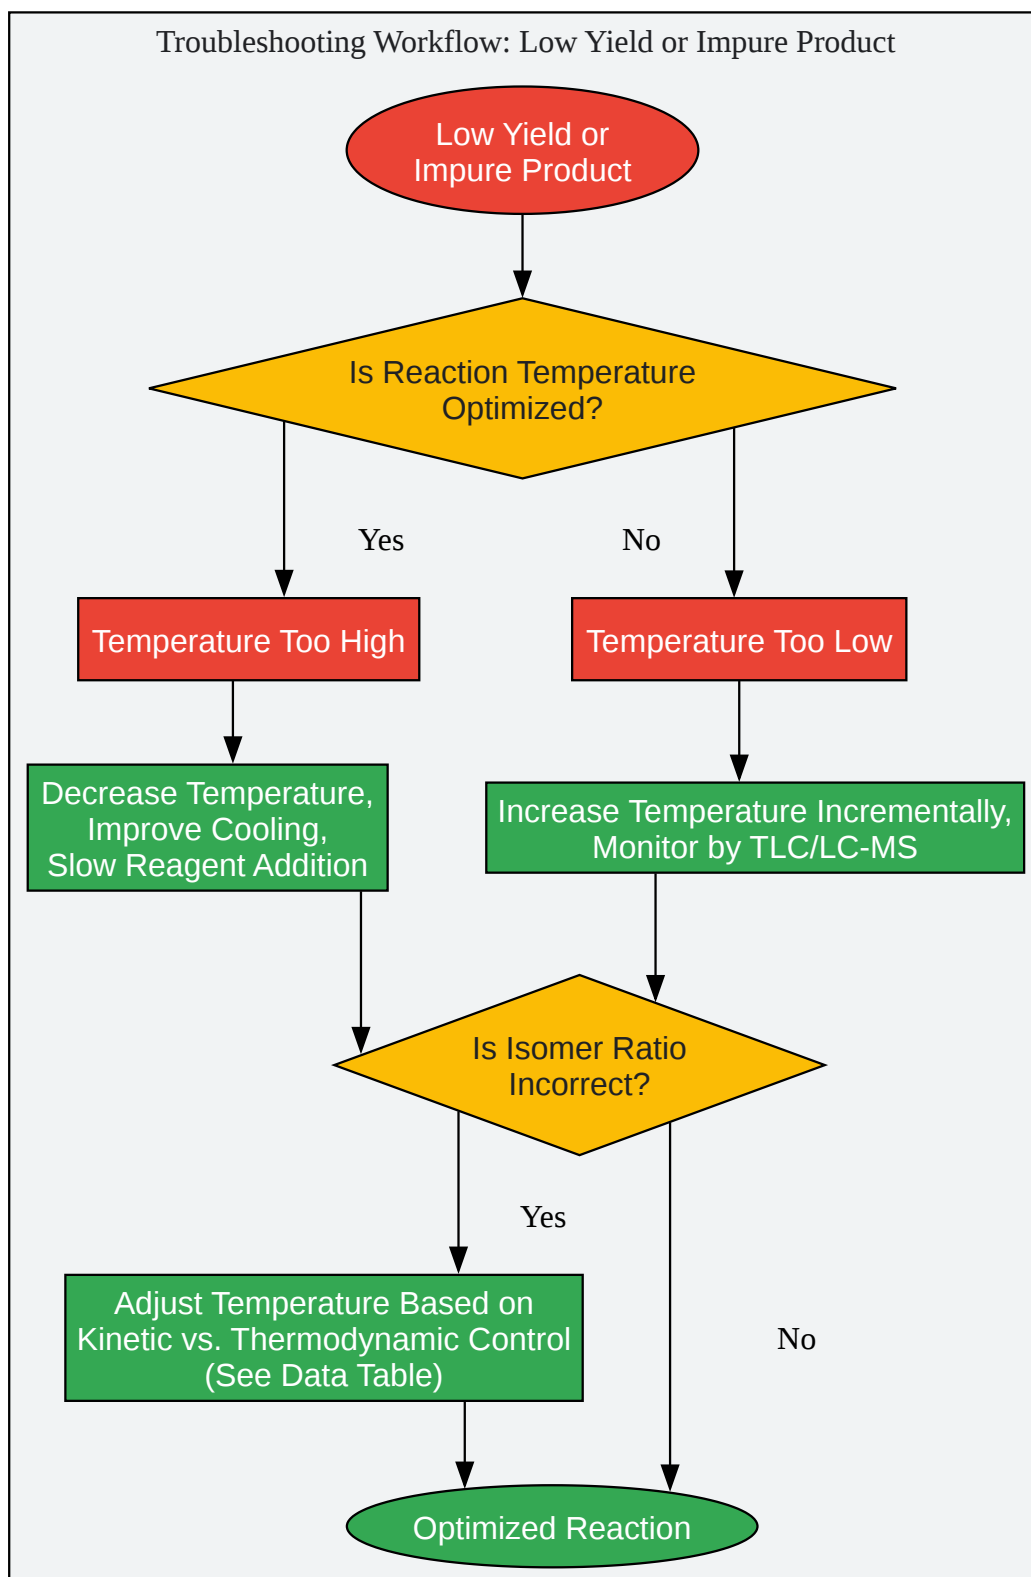 Troubleshooting Workflow: Low Yield or Impure Product
Low Yield or
Impure Product
Is Reaction Temperature
Optimized?
Yes
No
Temperature Too High
Temperature Too Low
Decrease Temperature,
Improve Cooling,
Slow Reagent Addition
Increase Temperature Incrementally,
Monitor by TLC/LC-MS
Is Isomer Ratio
Incorrect?
Yes
No
Adjust Temperature Based on
Kinetic vs. Thermodynamic Control
(See Data Table)
Optimized Reaction